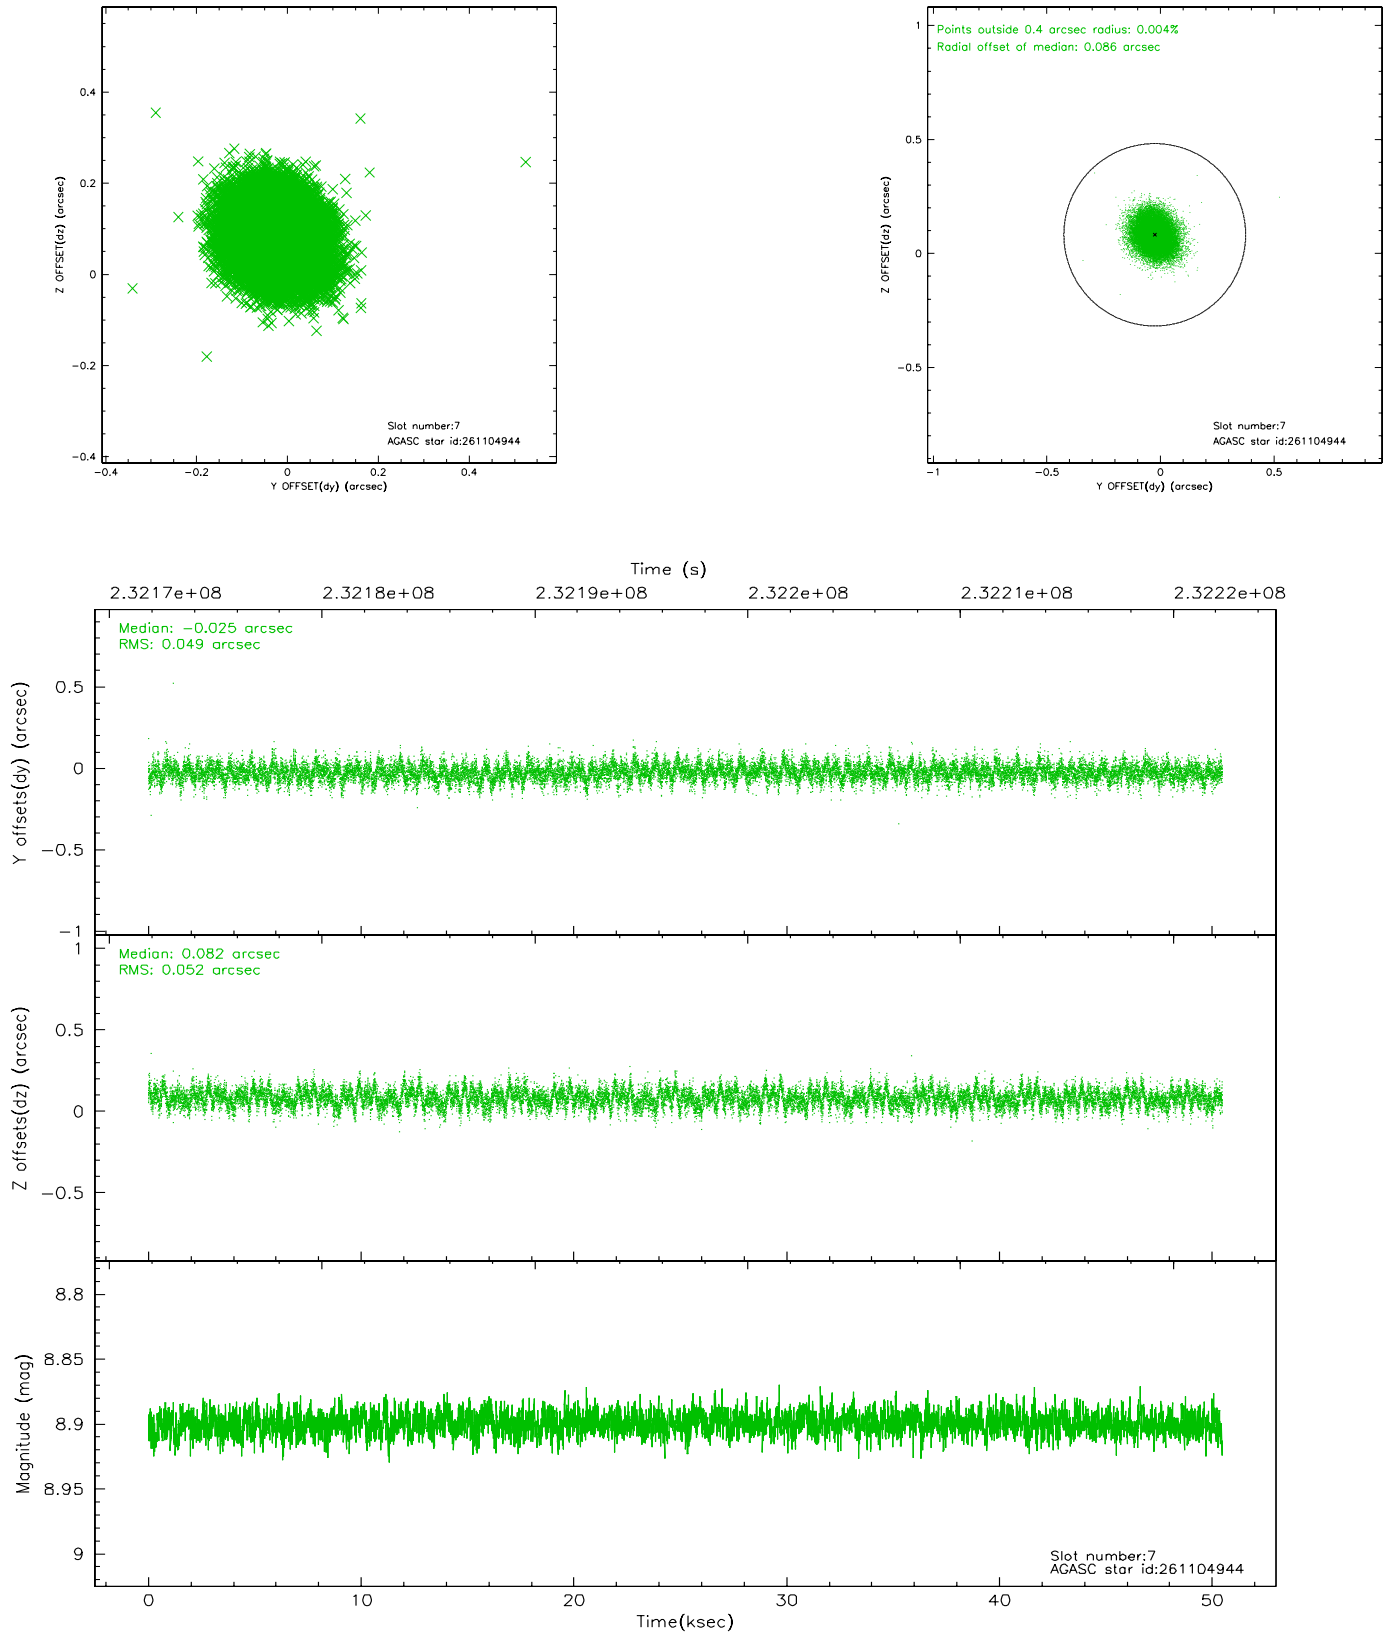 0.4
0.2
0
−0.2
−0.4
Z OFFSET(dz) (arcsec)
−0.4
−0.2
0
0.2
0.4
Y OFFSET(dy) (arcsec)
Slot number:7
AGASC star id:261104944
Points outside 0.4 arcsec radius: 0.004%
Radial offset of median: 0.086 arcsec
1
0.5
0
−0.5
Z OFFSET(dz) (arcsec)
−1
−0.5
0
0.5
Y OFFSET(dy) (arcsec)
Slot number:7
AGASC star id:261104944
Time (s)
2.3217e+08
2.3218e+08
2.3219e+08
2.322e+08
2.3221e+08
2.3222e+08
Median: −0.025 arcsec
RMS: 0.049 arcsec
0.5
0
−0.5
−1
Y offsets(dy) (arcsec)
Median: 0.082 arcsec
RMS: 0.052 arcsec
1
0.5
0
−0.5
Z offsets(dz) (arcsec)
8.8
8.85
8.9
8.95
9
Magnitude (mag)
Slot number:7
AGASC star id:261104944
0
10
20
30
40
50
Time(ksec)